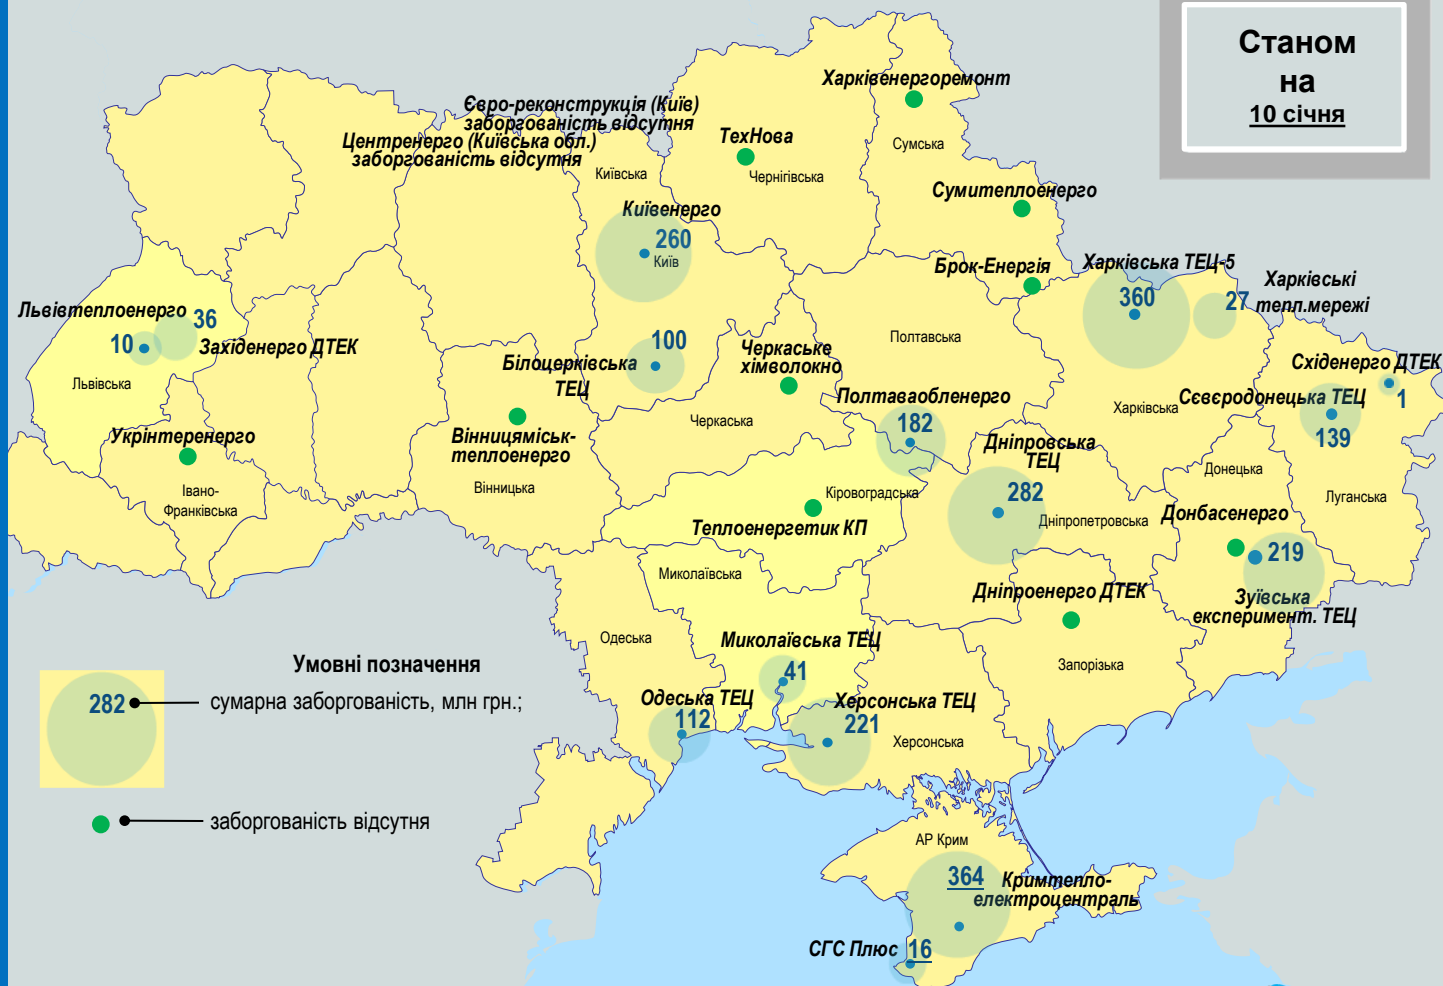 Станом
на
10 січня
Харківенергоремонт
Сумська
Євро-реконструкція (Київ)
заборгованість відсутня
Центренерго (Київська обл.)
заборгованість відсутня
ТехНова
Чернігівська
Київська
Сумитеплоенерго
Київенерго
260
Київ
Брок-Енергія
Харківська ТЕЦ-5
360
27
Харківські
тепл.мережі
Львівтеплоенерго
36
10
Західенерго ДТЕК
Львівська
100
Білоцерківська
ТЕЦ
Черкаське
хімволокно
Полтавська
Східенерго ДТЕК
1
Сєвєродонецька ТЕЦ
139
Харківська
Полтаваобленерго
182
Черкаська
Укрінтеренерго
Івано-
Франківська
Вінницяміськ-
теплоенерго
Вінницька
Дніпровська
ТЕЦ
282
Дніпропетровська
Донецька
Луганська
Кіровоградська
Теплоенергетик КП
Донбасенерго
219
Зуївська
експеримент. ТЕЦ
Миколаївська
Дніпроенерго ДТЕК
Запорізька
Одеська
Миколаївська ТЕЦ
41
Одеська ТЕЦ
112
Херсонська ТЕЦ
221
Херсонська
Умовні позначення
282
сумарна заборгованість, млн грн.;
заборгованість відсутня
АР Крим
364
Кримтепло-
електроцентраль
СГС Плюс
16